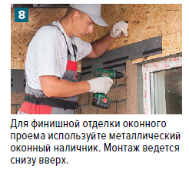 8
Для финишной отделки оконного
проема используйте металлический
оконный наличник. Монтаж ведется
снизу вверх.